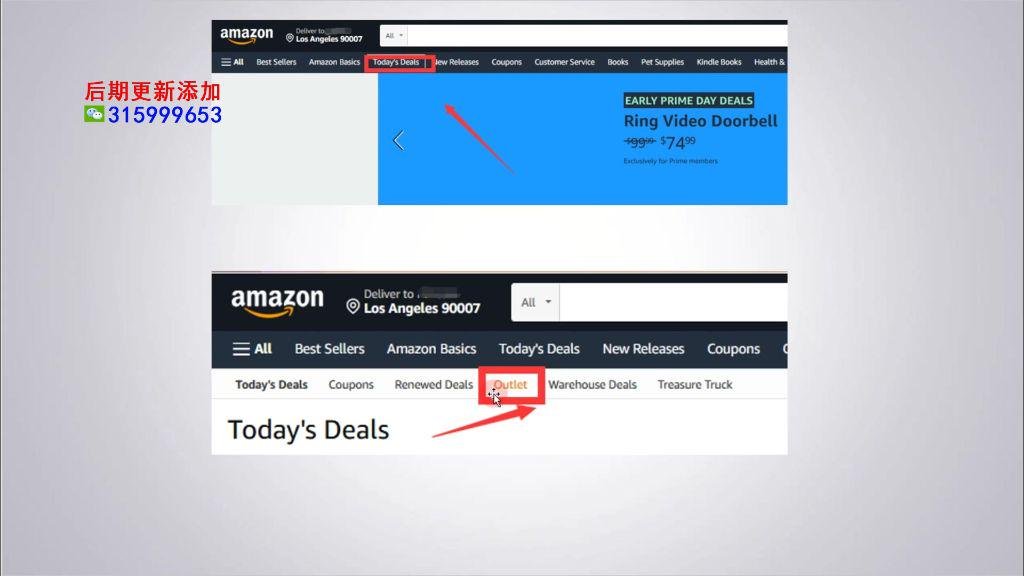 amazon
Deliver to
Los Angeles 90007
All
All
Best Sellers
Amazon Basics
Today's Deals
New Releases
Coupons
Customer Service
Books
Pet Supplies
Kindle Books
Health &
后期更新添加
315999653
EARLY PRIME DAY DEALS
Ring Video Doorbell
$99.99 $74.99
Exclusively for Prime members
amazon
Deliver to
Los Angeles 90007
All
All
Best Sellers
Amazon Basics
Today's Deals
New Releases
Coupons
Today's Deals
Coupons
Renewed Deals
Outlet
Warehouse Deals
Treasure Truck
Today's Deals